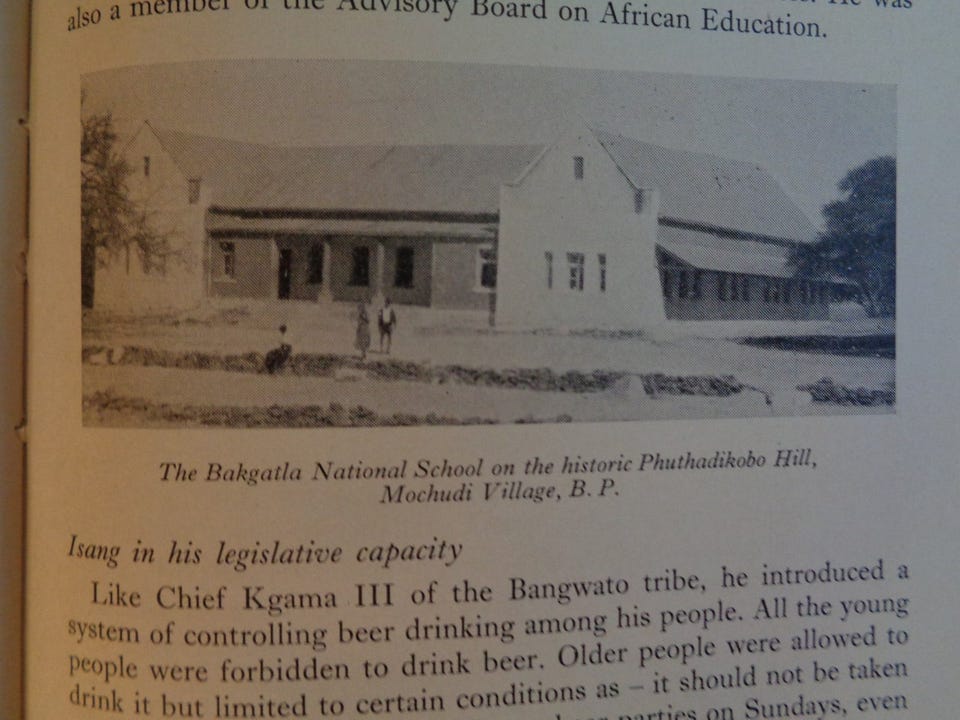 also a member of the Advisory Board on African Education.
The Bakgatla National School on the historic Phuthadikobo Hill,
Mochudi Village, B. P.
Isang in his legislative capacity
Like Chief Kgama III of the Bangwato tribe, he introduced a
system of controlling beer drinking among his people. All the young
people were forbidden to drink beer. Older people were allowed to
drink it but limited to certain conditions as – it should not be taken
parties on Sundays, even